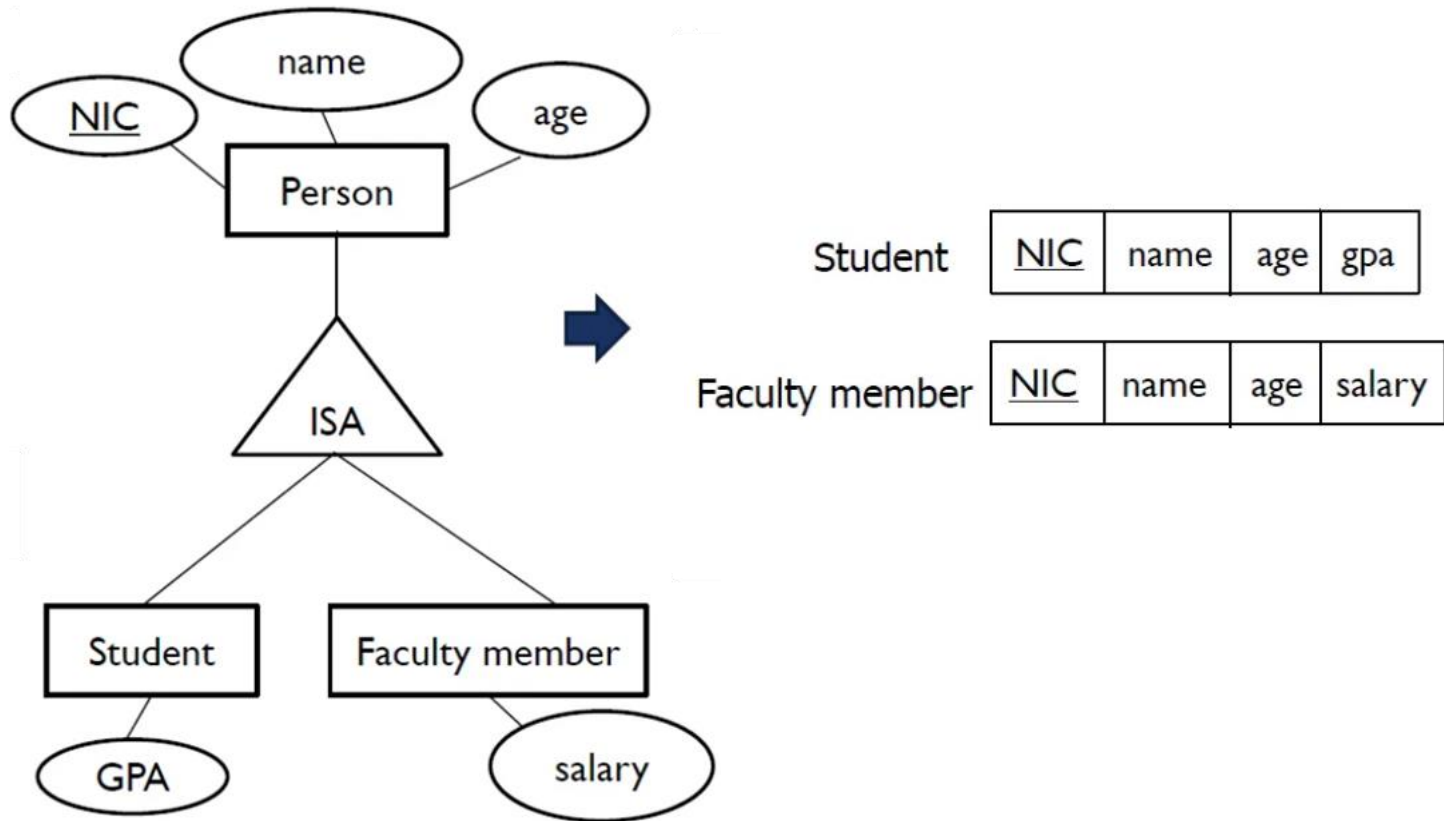 name
NIC
age
Person
ISA
Student
Faculty member
GPA
salary
Student NIC name age gpa
Faculty member NIC name age salary